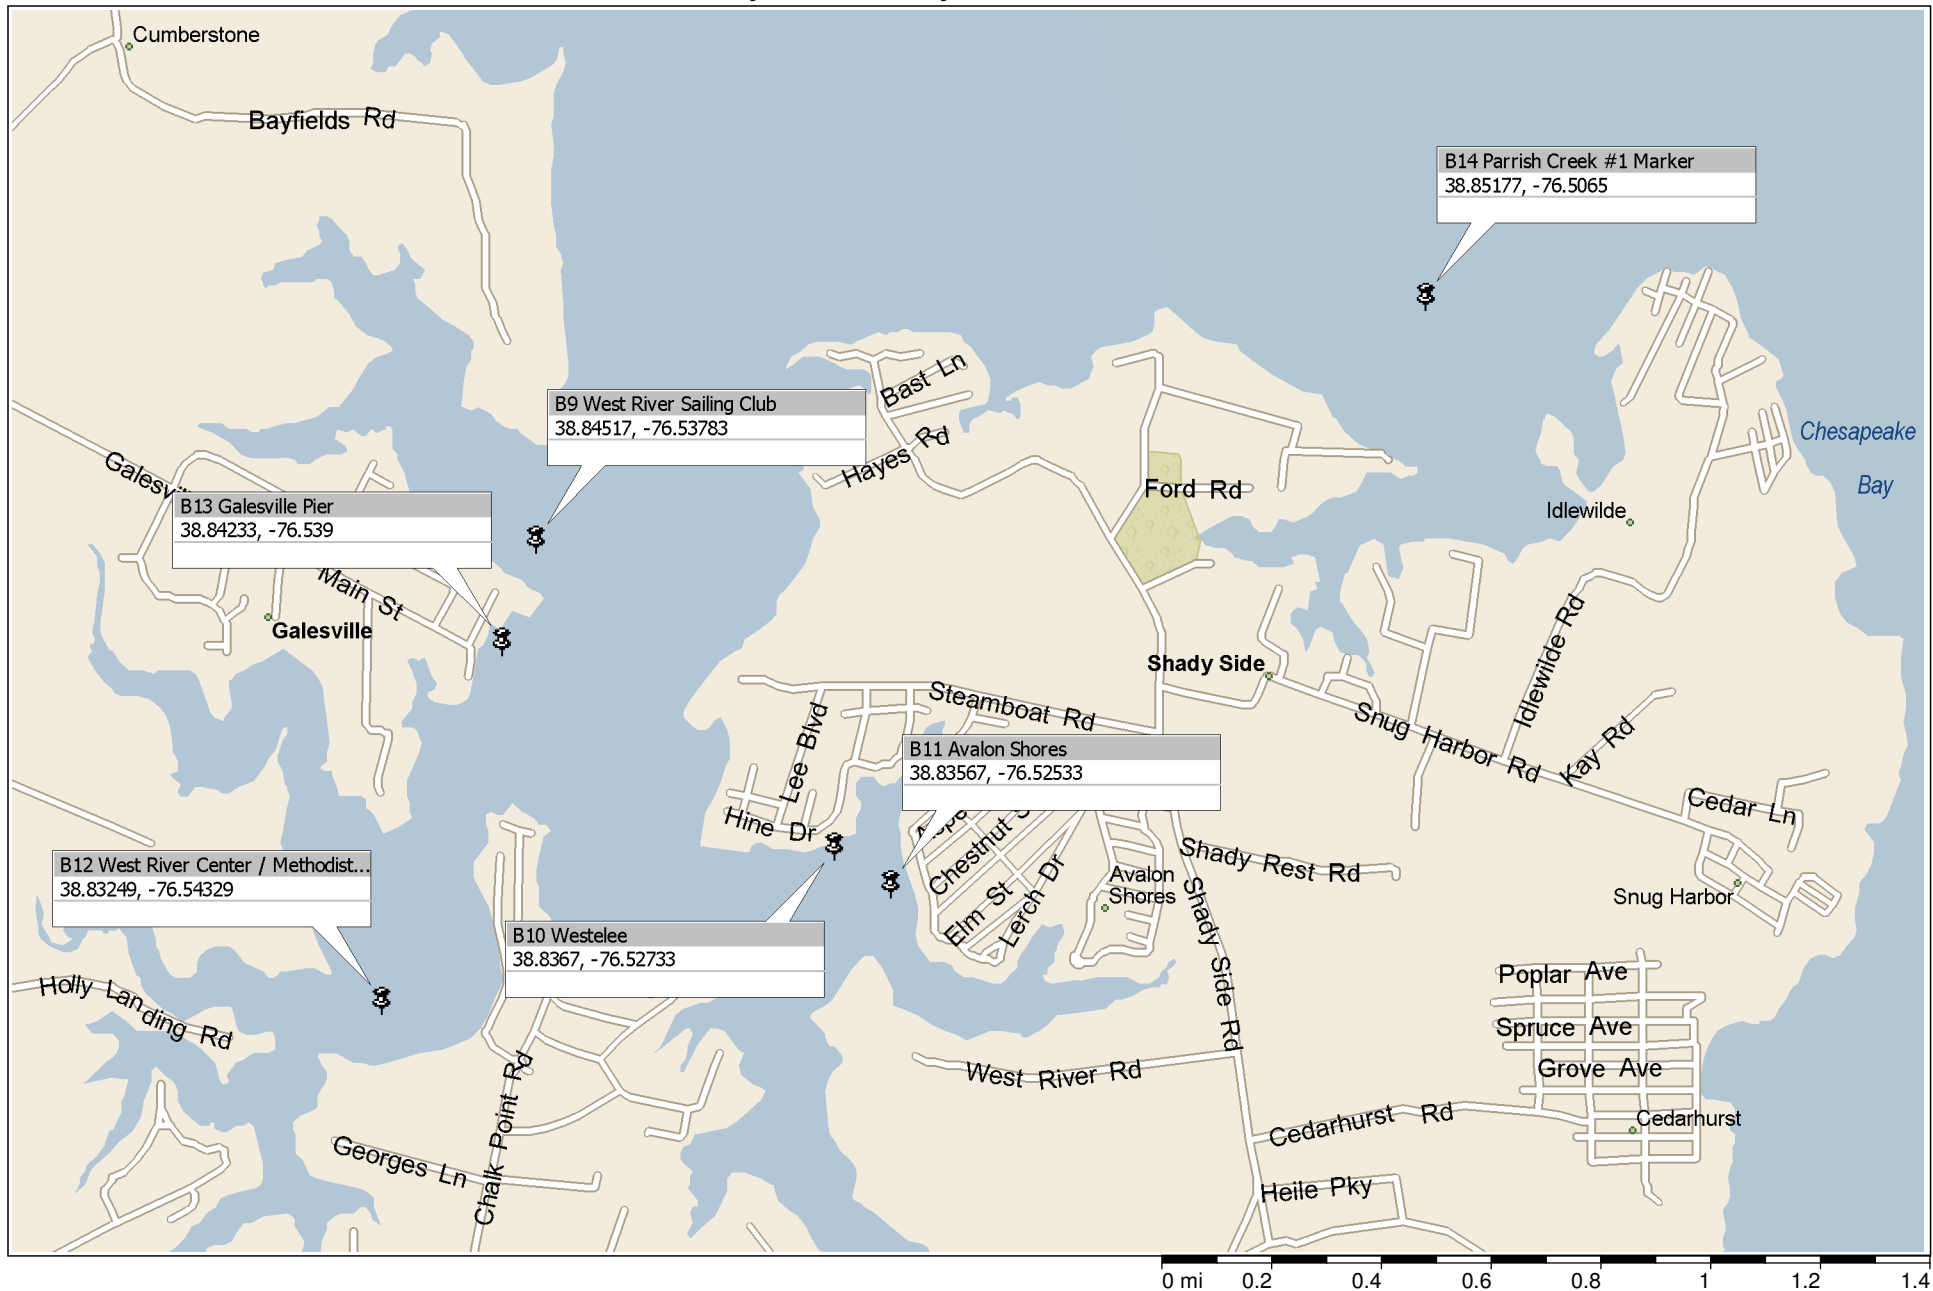 Cumberstone
Bayfields Rd
B14 Parrish Creek #1 Marker
38.85177, -76.5065
Bast Ln
B9 West River Sailing Club
38.84517, -76.53783
Hayes Rd
Chesapeake
Bay
B13 Galesville Pier
38.84233, -76.539
Ford Rd
Idlewilde
Main St
Galesville
Idlewilde Rd
Shady Side
Steamboat Rd
Snug Harbor Rd
Kay Rd
Lee Blvd
B11 Avalon Shores
38.83567, -76.52533
Cedar Ln
Hine Dr
Chestnut S
Shady Rest Rd
B12 West River Center / Methodist...
38.83249, -76.54329
Avalon
Shores
Snug Harbor
Elm St
Lerch Dr
Shady Side Rd
B10 Westelee
38.8367, -76.52733
Poplar Ave
Holly Landing Rd
Spruce Ave
Grove Ave
West River Rd
Chalk Point Rd
Cedarhurst Rd
Cedarhurst
Georges Ln
Heile Pky
0 mi 0.2 0.4 0.6 0.8 1 1.2 1.4